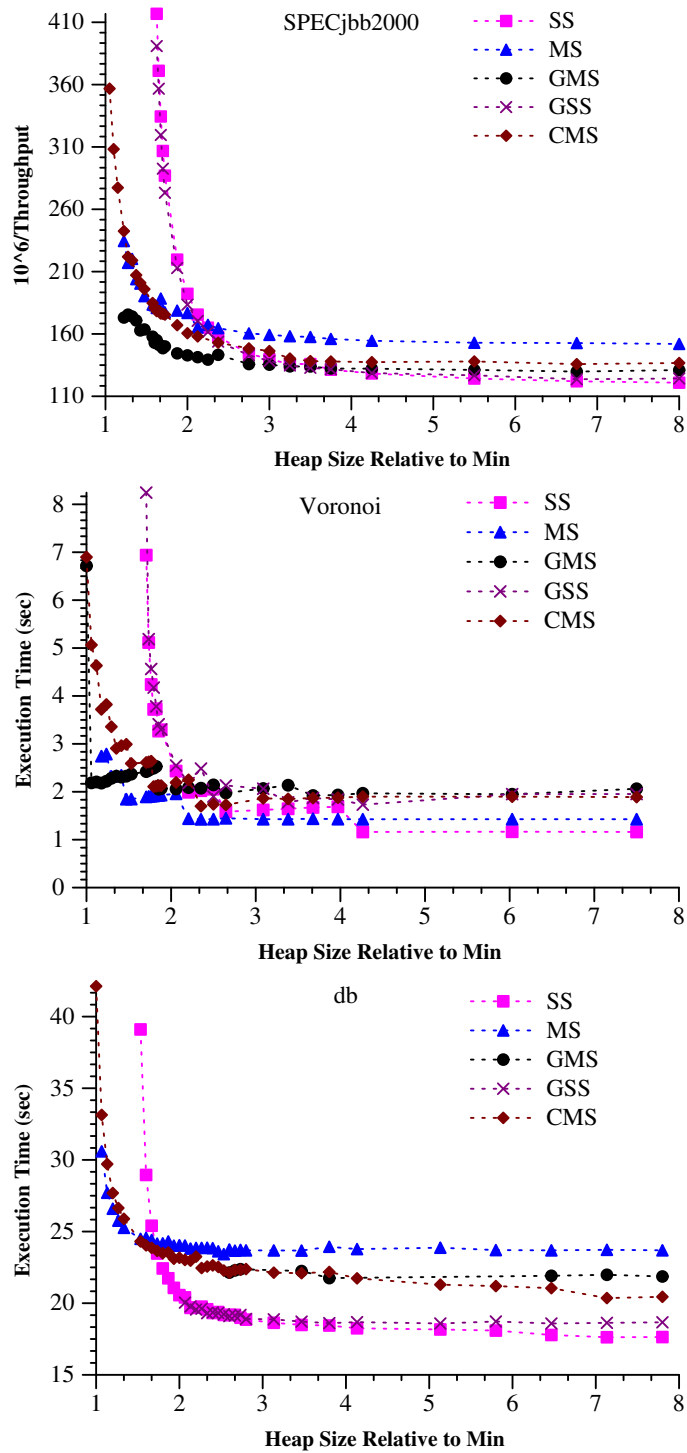 SPECjbb2000
SS
MS
GMS
GSS
CMS
410
360
310
260
210
160
110
10^6/Throughput
1 2 3 4 5 6 7 8
Heap Size Relative to Min
Voronoi
SS
MS
GMS
GSS
CMS
8
7
6
5
4
3
2
1
0
Execution Time (sec)
1 2 3 4 5 6 7 8
Heap Size Relative to Min
db
SS
MS
GMS
GSS
CMS
40
35
30
25
20
15
Execution Time (sec)
1 2 3 4 5 6 7 8
Heap Size Relative to Min